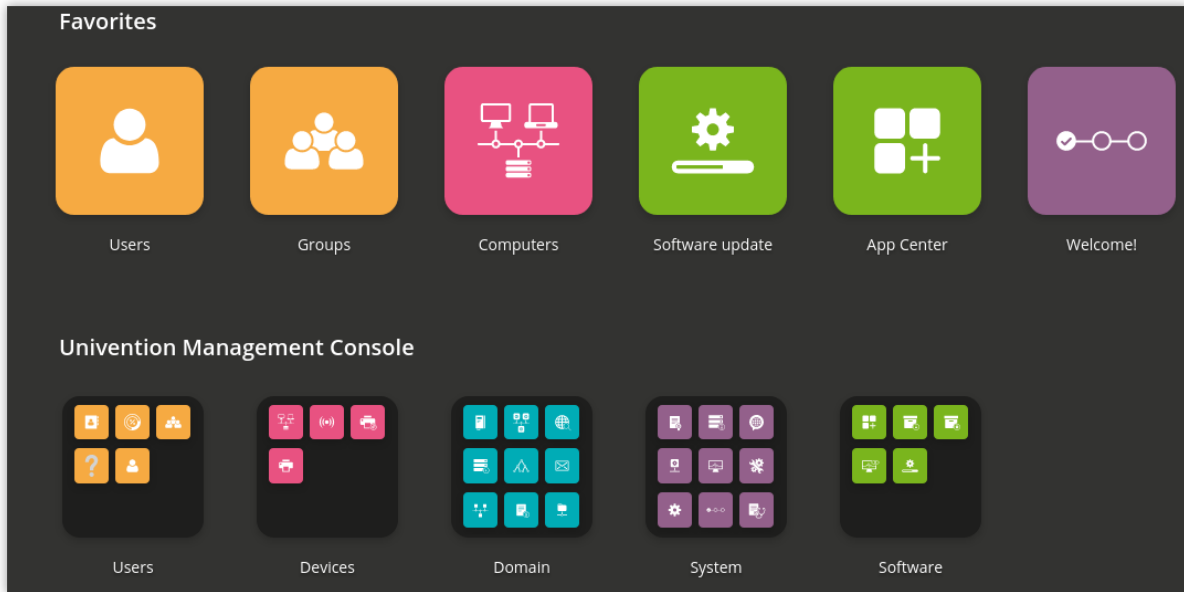 Favorites
Users
Groups
Computers
Software update
App Center
Welcome!
Univention Management Console
Users
Devices
Domain
System
Software